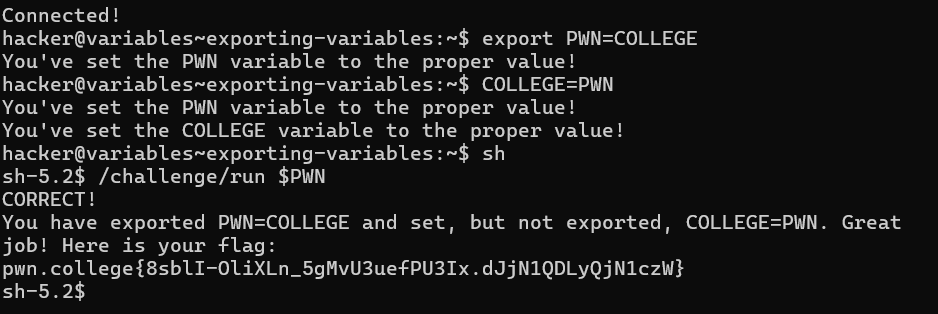 Connected!
hacker@variables~exporting-variables:~$ export PWN=COLLEGE
You've set the PWN variable to the proper value!
hacker@variables~exporting-variables:~$ COLLEGE=PWN
You've set the PWN variable to the proper value!
You've set the COLLEGE variable to the proper value!
hacker@variables~exporting-variables:~$ sh
sh-5.2$ /challenge/run $PWN
CORRECT!
You have exported PWN=COLLEGE and set, but not exported, COLLEGE=PWN. Great
job! Here is your flag:
pwn.college{8sblI-OliXLn_5gMvU3uefPU3Ix.dJjN1QDLyQjN1czW}
sh-5.2$